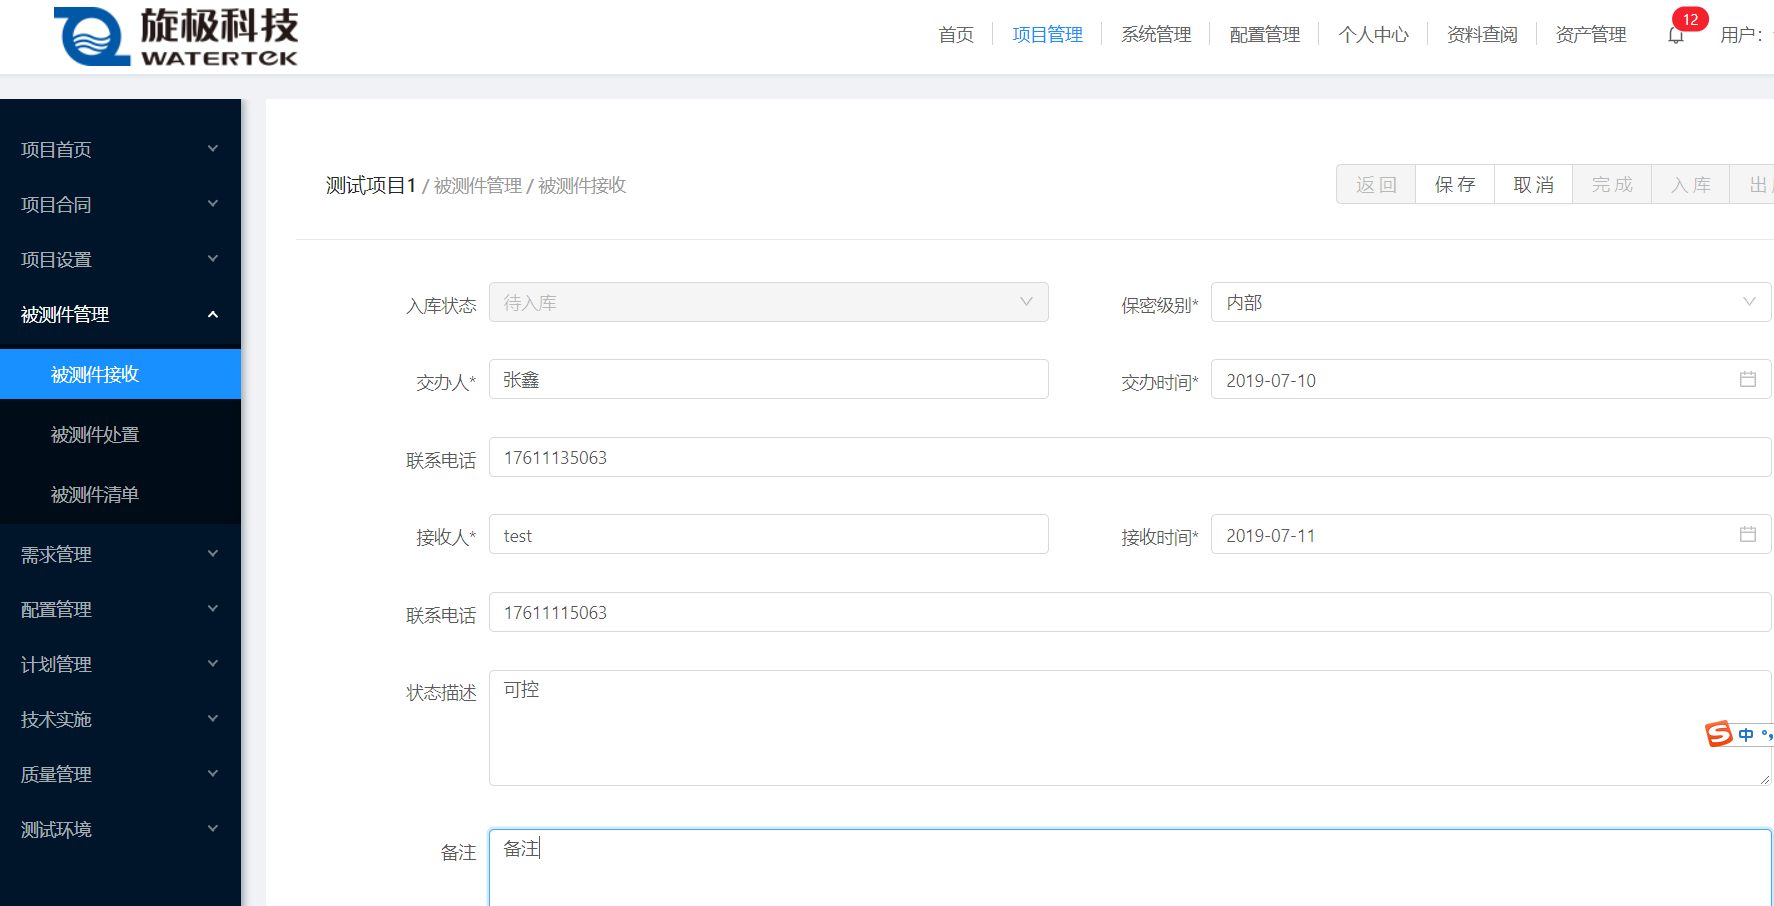 旋极科技
WATERTEK
首页 项目管理 系统管理 配置管理 个人中心 资料查阅 资产管理 12 用户：
项目首页
项目合同
项目设置
被测件管理
被测件接收
被测件处置
被测件清单
需求管理
配置管理
计划管理
技术实施
质量管理
测试环境
测试项目1 / 被测件管理 / 被测件接收
返 回 保 存 取 消 完 成 入 库 出
入库状态 待入库 保密级别* 内部
交办人* 张鑫 交办时间* 2019-07-10
联系电话 17611135063
接收人* test 接收时间* 2019-07-11
联系电话 17611115063
状态描述 可控
S 中 °,
备注 备注